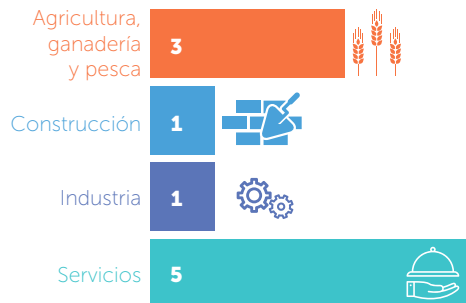 Agricultura,
ganadería
y pesca
3
Construcción
1
Industria
1
Servicios
5